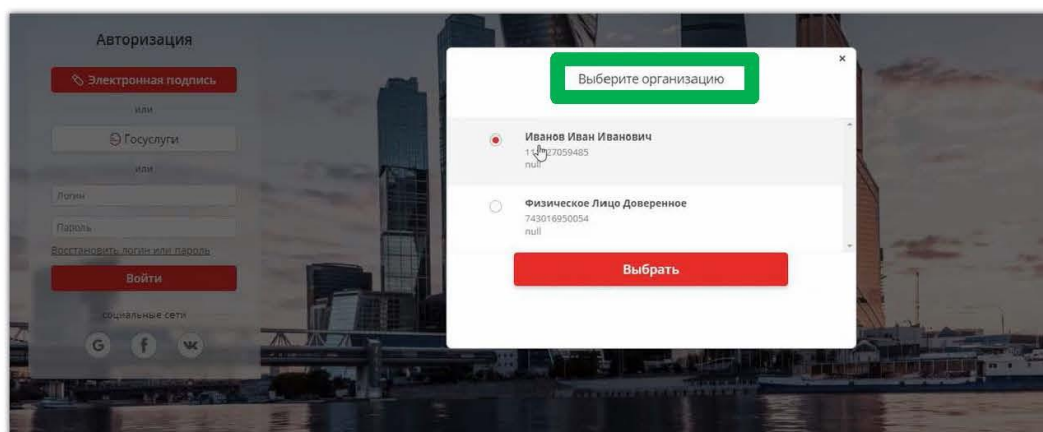 Авторизация
Электронная подпись
или
Госуслуги
или
Логин
Пароль
Восстановить логин или пароль
Войти
социальные сети
G f
Выберите организацию
×
Иванов Иван Иванович
null
Физическое Лицо Доверенное
743016950054
null
Выбрать